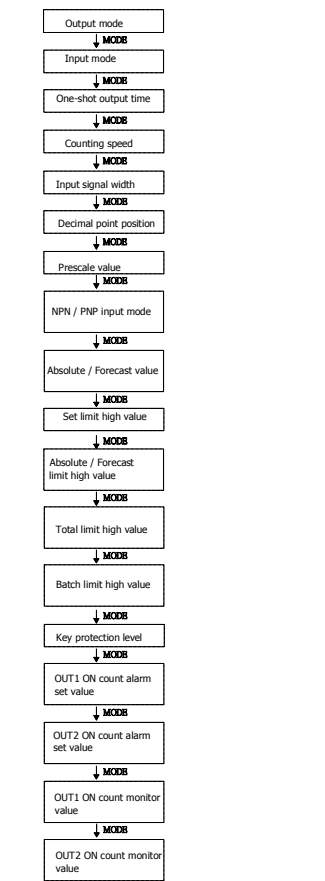 Output mode
MODE
Input mode
MODE
One-shot output time
MODE
Counting speed
MODE
Input signal width
MODE
Decimal point position
MODE
Prescale value
MODE
NPN / PNP input mode
MODE
Absolute / Forecast value
MODE
Set limit high value
MODE
Absolute / Forecast
limit high value
MODE
Total limit high value
MODE
Batch limit high value
MODE
Key protection level
MODE
OUT1 ON count alarm
set value
MODE
OUT2 ON count alarm
set value
MODE
OUT1 ON count monitor
value
MODE
OUT2 ON count monitor
value